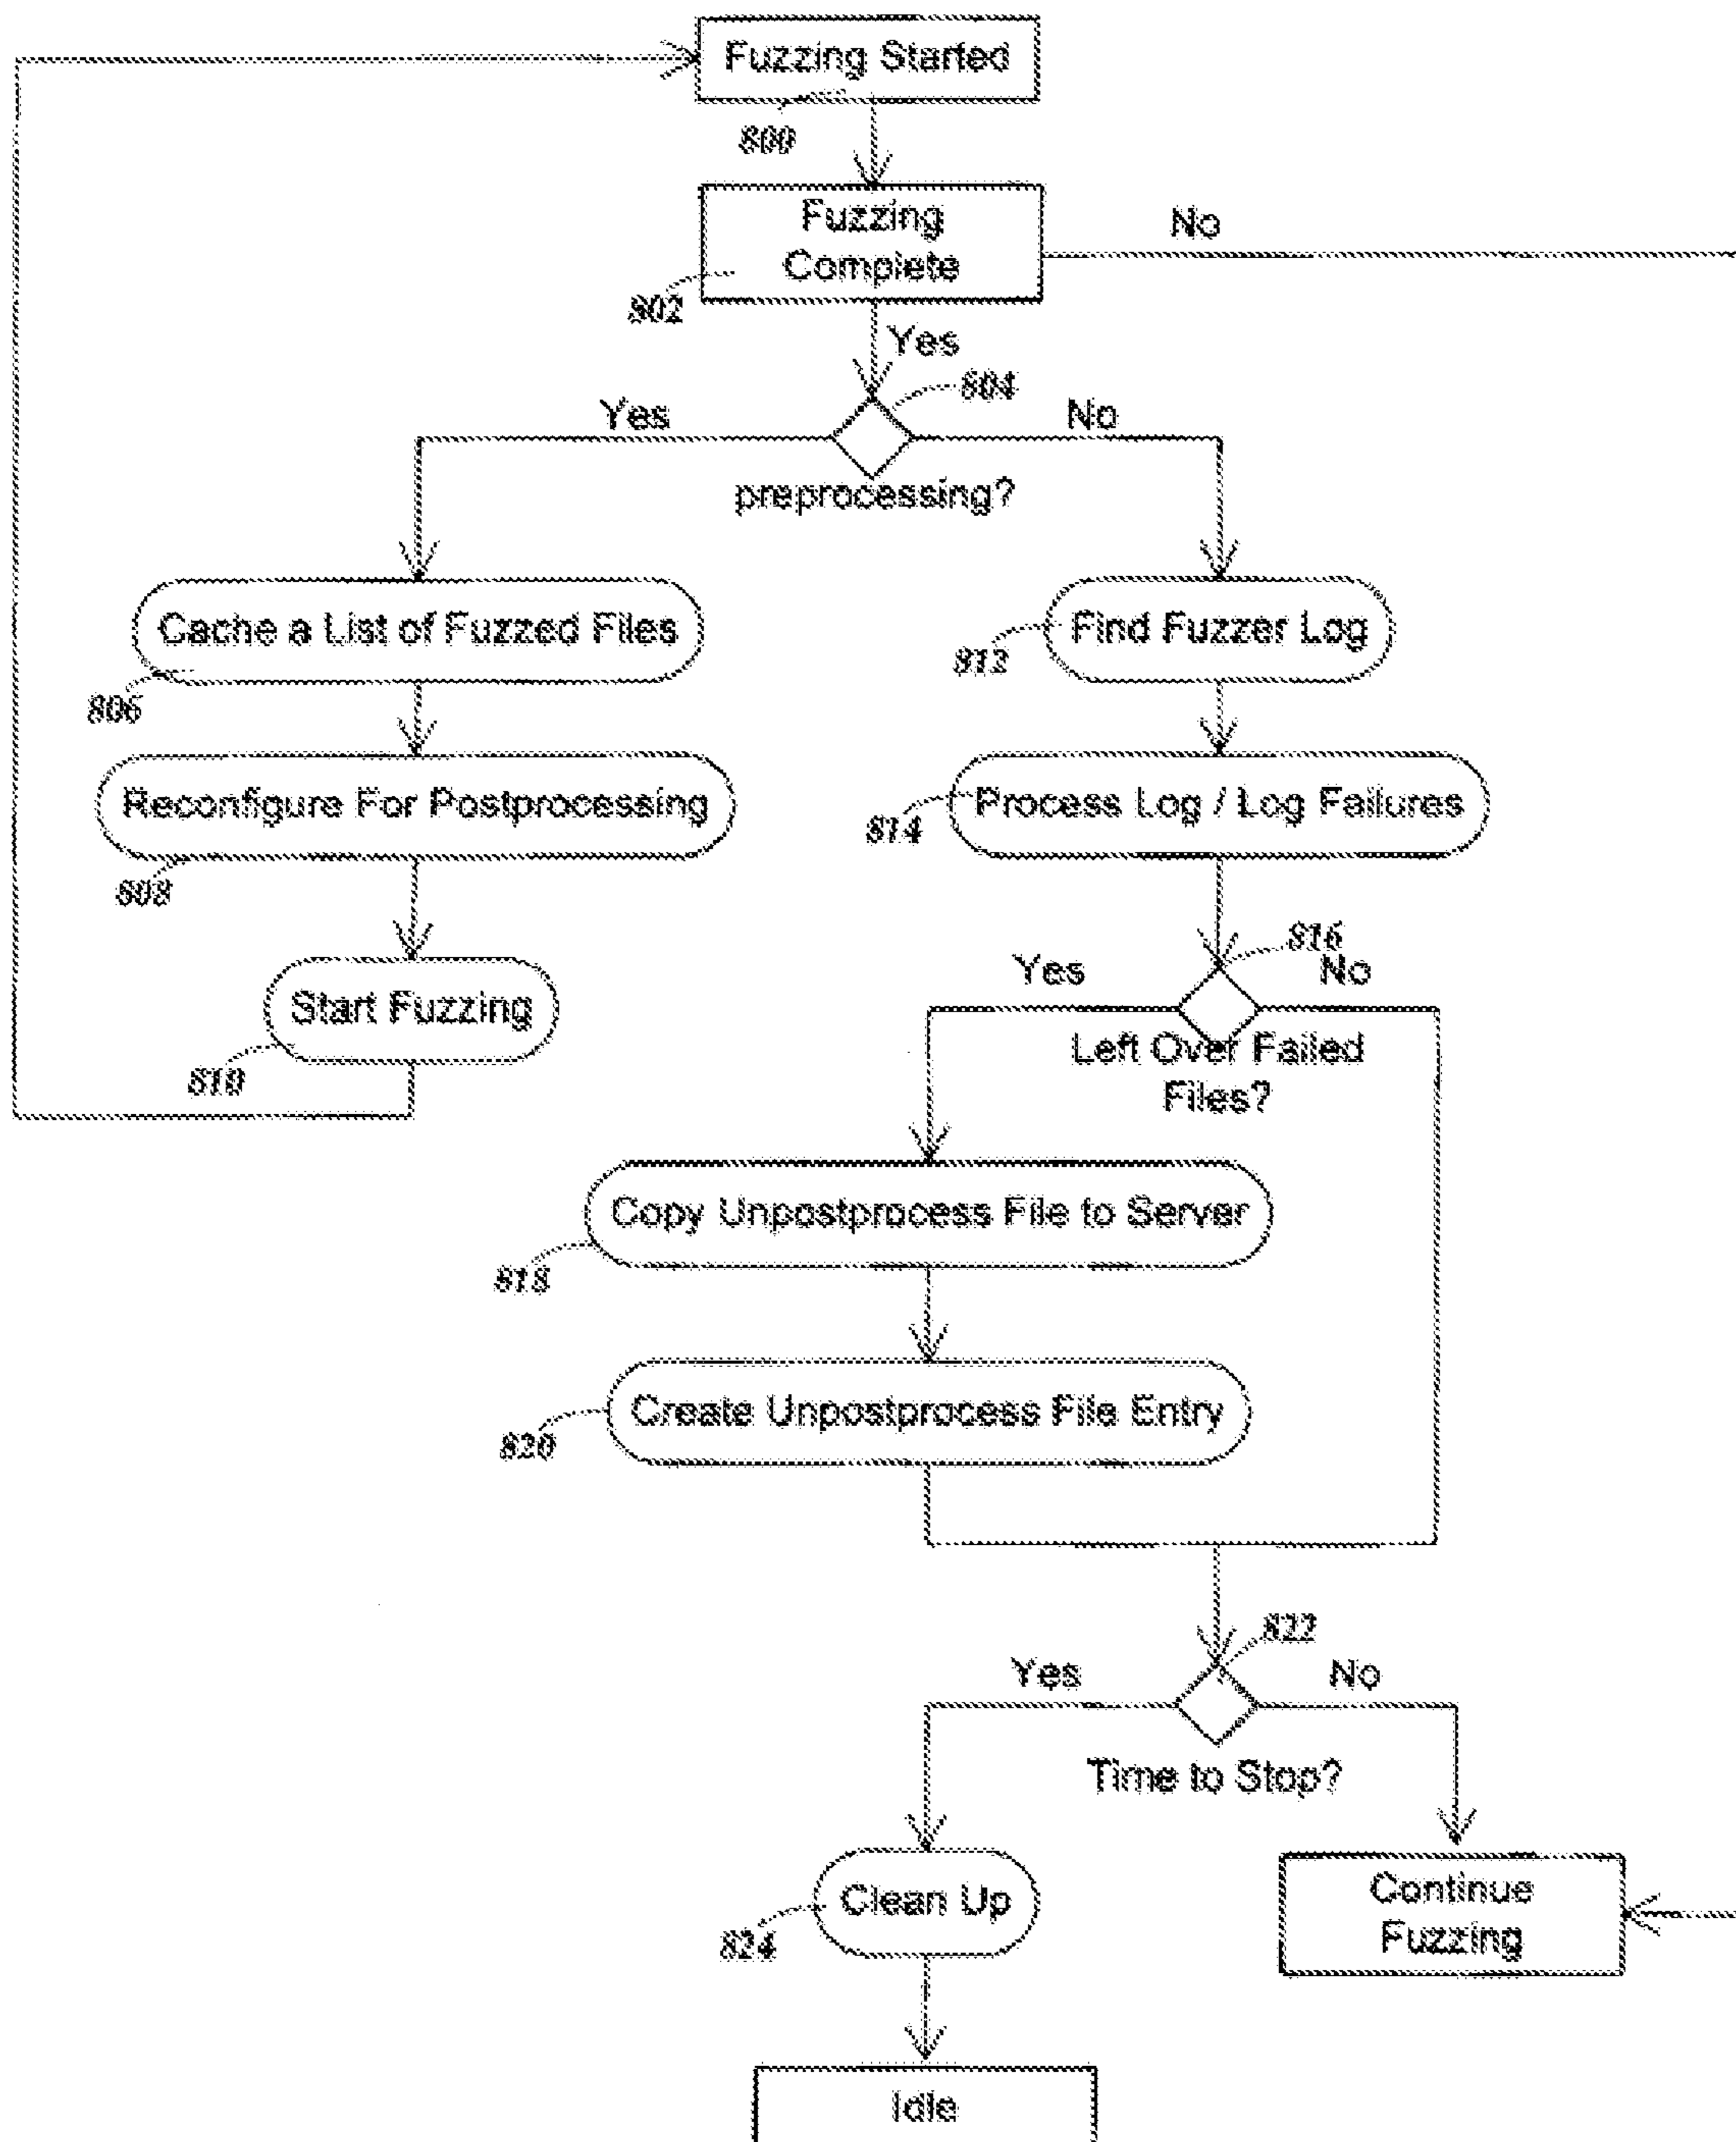 Fuzzing Started
800
Fuzzing
Complete
802
No
Yes
804
Yes
No
preprocessing?
Cache a List of Fuzzed Files
806
Find Fuzzer Log
812
Reconfigure For Postprocessing
808
Process Log / Log Failures
814
816
Yes
No
Start Fuzzing
810
Left Over Failed
Files?
Copy Unpostprocess File to Server
818
Create Unpostprocess File Entry
820
822
Yes
No
Time to Stop?
Clean Up
824
Continue
Fuzzing
Idle